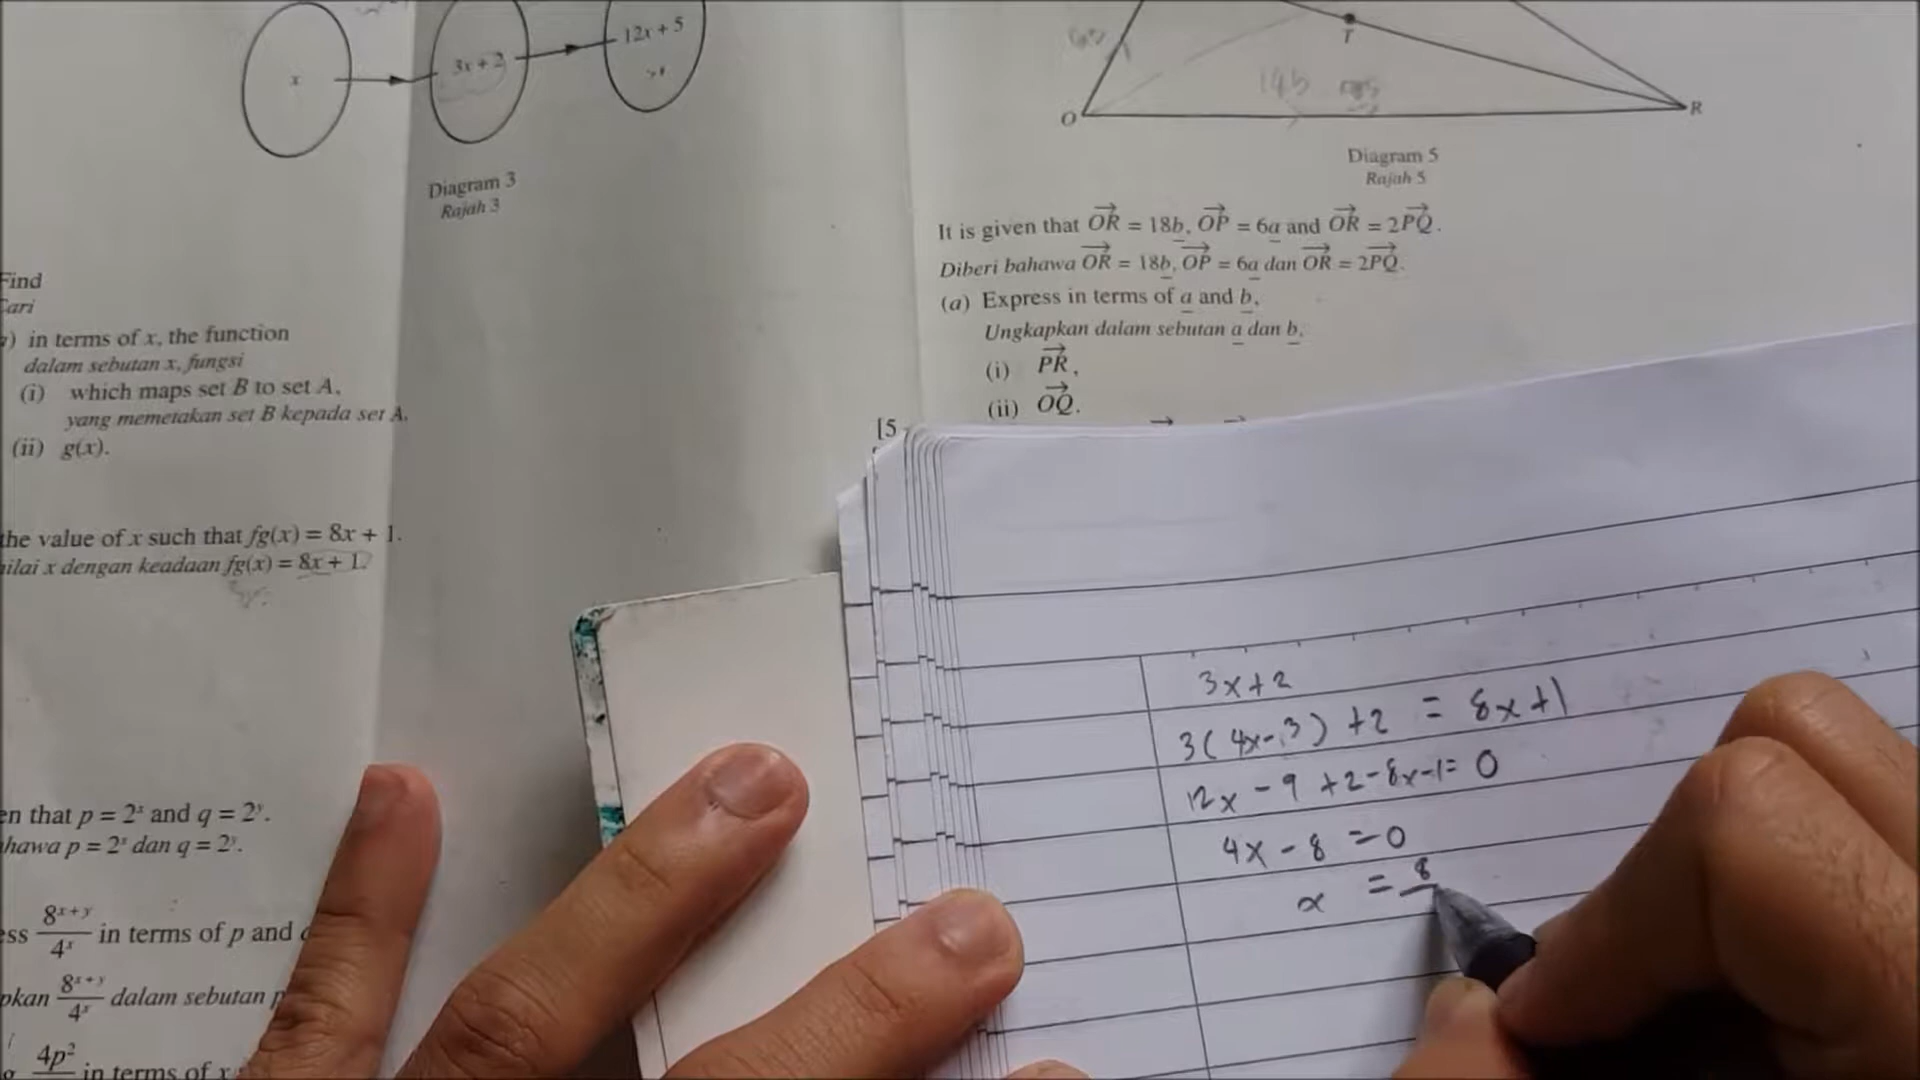 x
3x + 2
12x + 5
Diagram 3
Rajah 3
Find
Cari
) in terms of x, the function
dalam sebutan x, fungsi
(i) which maps set B to set A,
yang memetakan set B kepada set A.
(ii) g(x).
[5
the value of x such that fg(x) = 8x + 1.
nilai x dengan keadaan fg(x) = 8x + 1.
en that p = 2ˣ and q = 2ʸ.
hawa p = 2ˣ dan q = 2ʸ.
ess 8ˣ⁺ʸ/4ˣ in terms of p and
pkan 8ˣ⁺ʸ/4ˣ dalam sebutan p
4p²
in terms of x
T
O
R
18b
Diagram 5
Rajah 5
It is given that OR = 18b, OP = 6a and OR = 2PQ.
Diberi bahawa OR = 18b, OP = 6a dan OR = 2PQ.
(a) Express in terms of a and b,
Ungkapkan dalam sebutan a dan b,
(i) PR,
(ii) OQ.
3x+2
3(4x-3) +2 = 8x+1
12x - 9 +2-8x-1= 0
4x - 8 = 0
x = 8